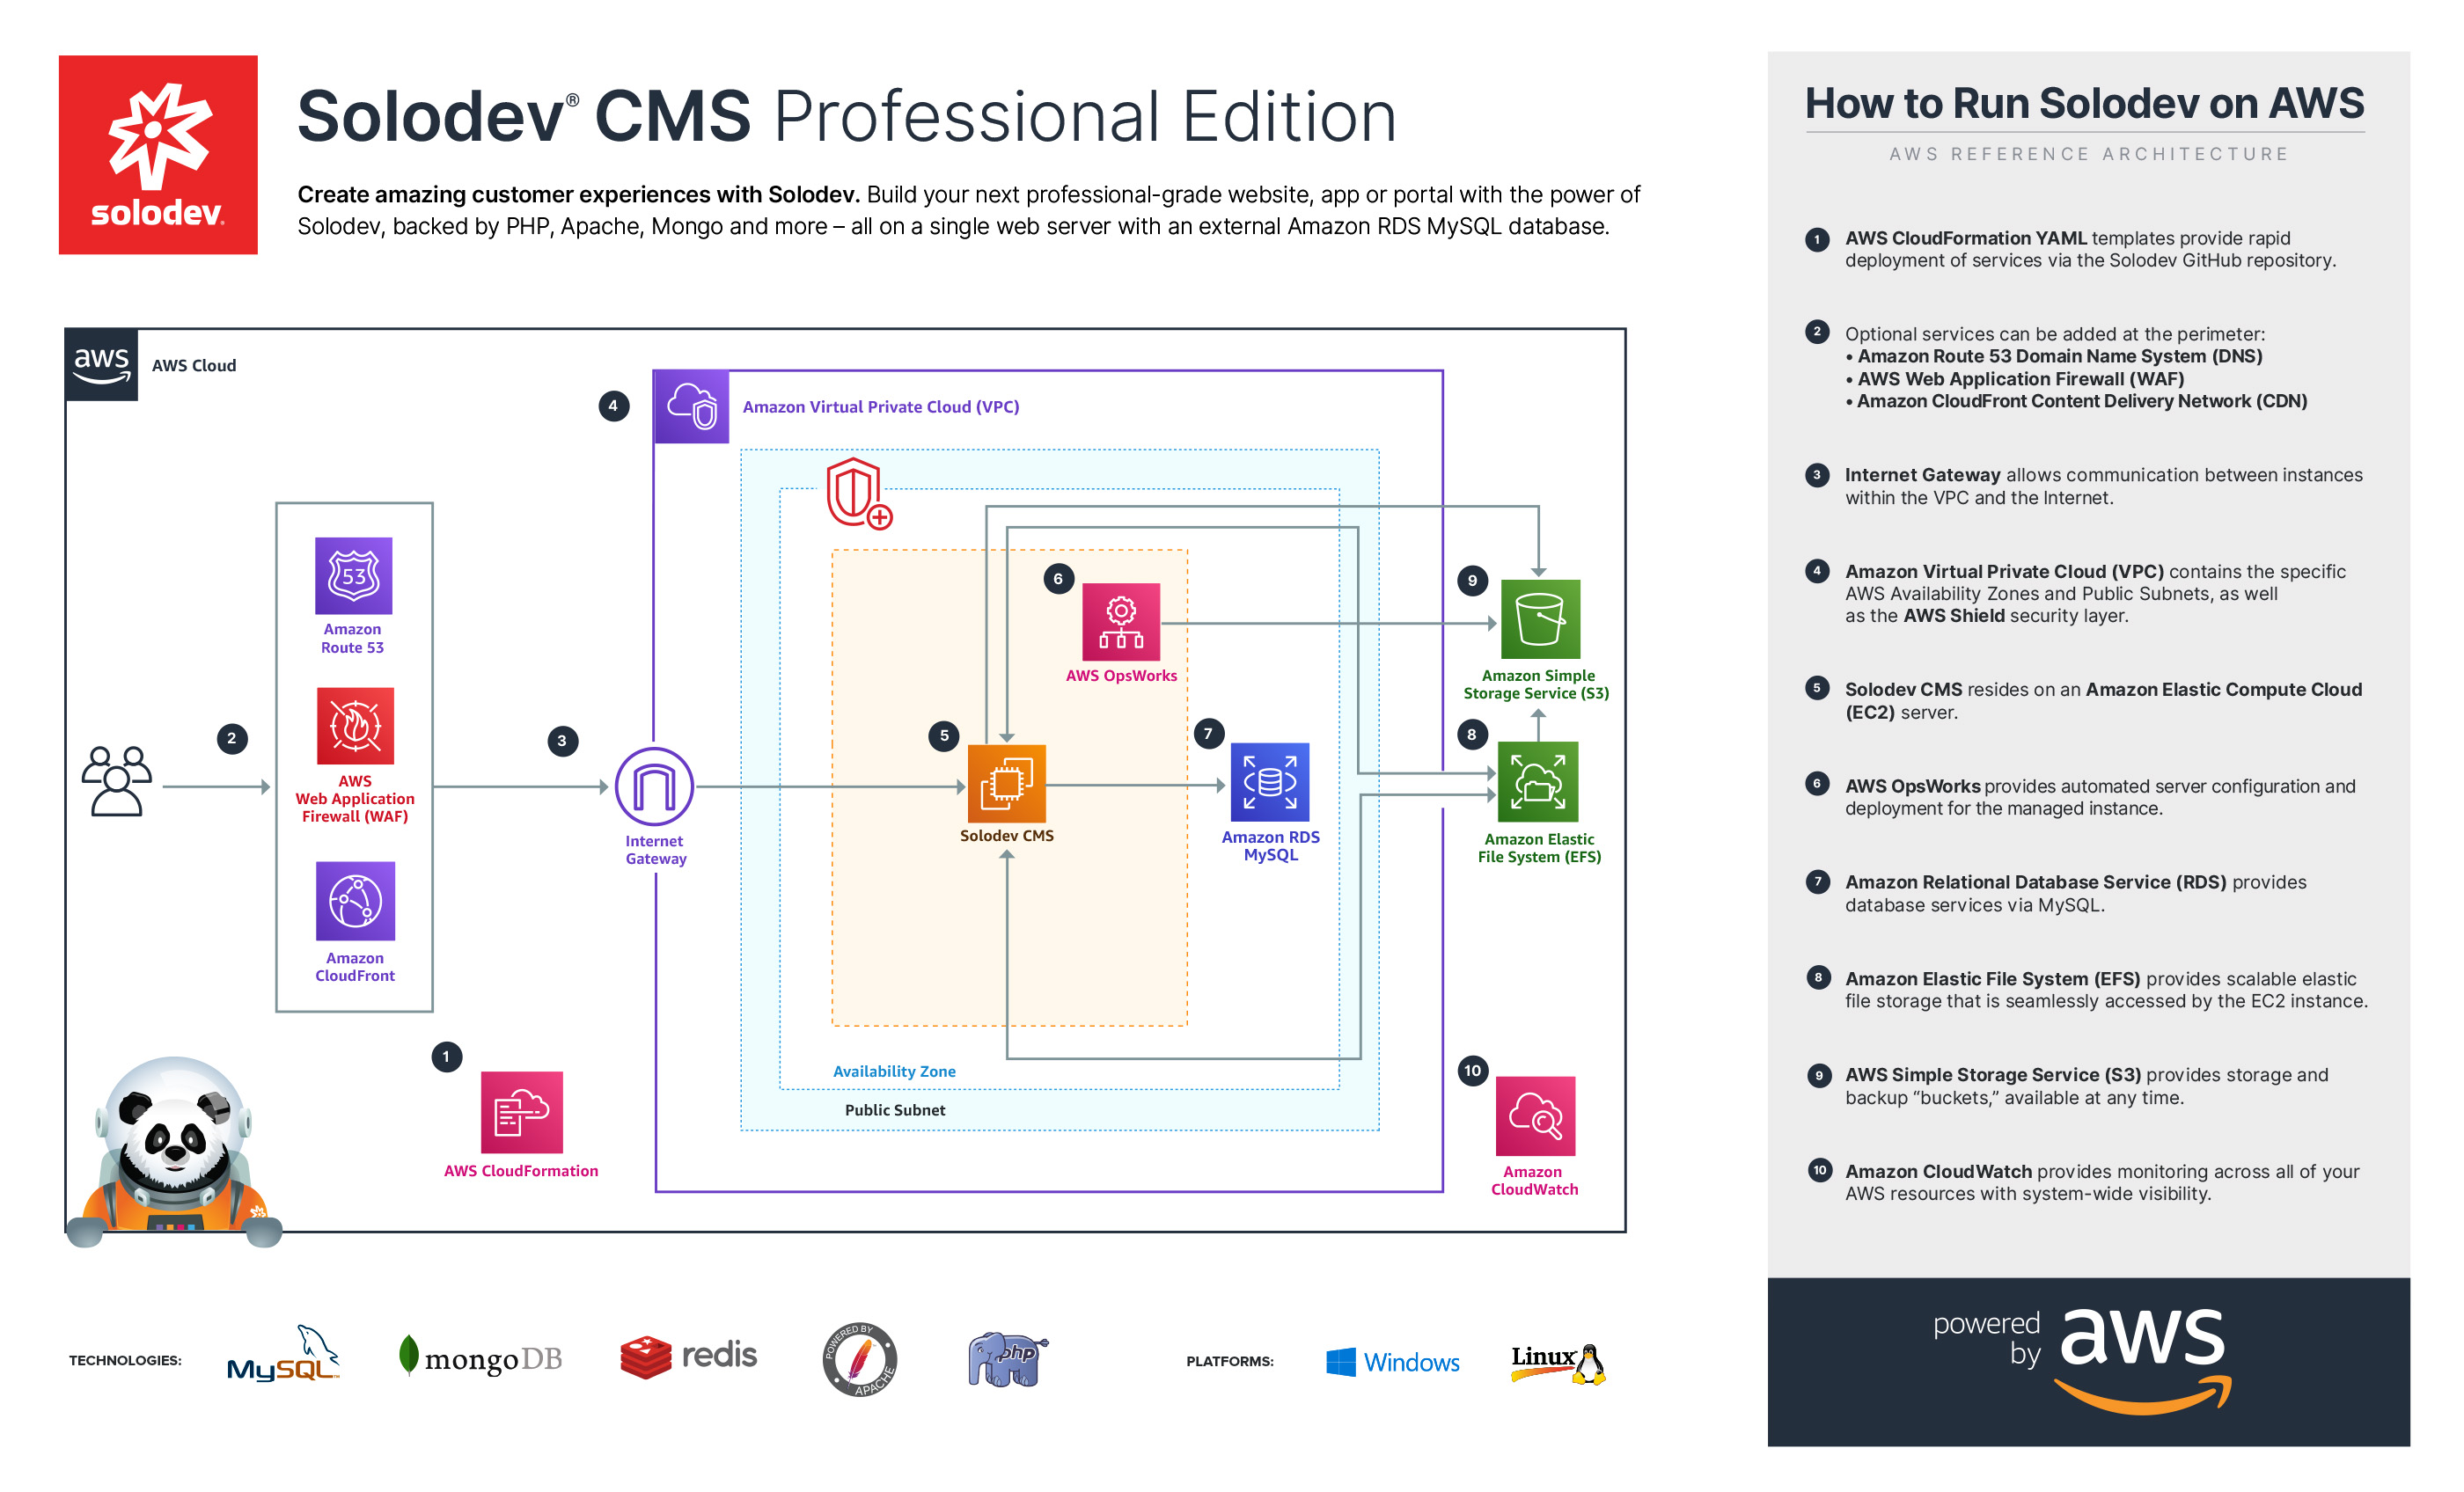 solodev
Solodev® CMS Professional Edition
Create amazing customer experiences with Solodev. Build your next professional-grade website, app or portal with the power of
Solodev, backed by PHP, Apache, Mongo and more – all on a single web server with an external Amazon RDS MySQL database.
aws
AWS Cloud
4
Amazon Virtual Private Cloud (VPC)
53
Amazon
Route 53
2
AWS
Web Application
Firewall (WAF)
Amazon
CloudFront
3
Internet
Gateway
6
AWS OpsWorks
5
Solodev CMS
7
Amazon RDS
MySQL
9
Amazon Simple
Storage Service (S3)
8
Amazon Elastic
File System (EFS)
Availability Zone
Public Subnet
1
AWS CloudFormation
10
Amazon
CloudWatch
TECHNOLOGIES:
MySQL™
mongoDB
redis
POWERED BY
APACHE
php
PLATFORMS:
Windows
Linux
How to Run Solodev on AWS
AWS REFERENCE ARCHITECTURE
1 AWS CloudFormation YAML templates provide rapid
deployment of services via the Solodev GitHub repository.
2 Optional services can be added at the perimeter:
• Amazon Route 53 Domain Name System (DNS)
• AWS Web Application Firewall (WAF)
• Amazon CloudFront Content Delivery Network (CDN)
3 Internet Gateway allows communication between instances
within the VPC and the Internet.
4 Amazon Virtual Private Cloud (VPC) contains the specific
AWS Availability Zones and Public Subnets, as well
as the AWS Shield security layer.
5 Solodev CMS resides on an Amazon Elastic Compute Cloud
(EC2) server.
6 AWS OpsWorks provides automated server configuration and
deployment for the managed instance.
7 Amazon Relational Database Service (RDS) provides
database services via MySQL.
8 Amazon Elastic File System (EFS) provides scalable elastic
file storage that is seamlessly accessed by the EC2 instance.
9 AWS Simple Storage Service (S3) provides storage and
backup “buckets,” available at any time.
10 Amazon CloudWatch provides monitoring across all of your
AWS resources with system-wide visibility.
powered
by
aws